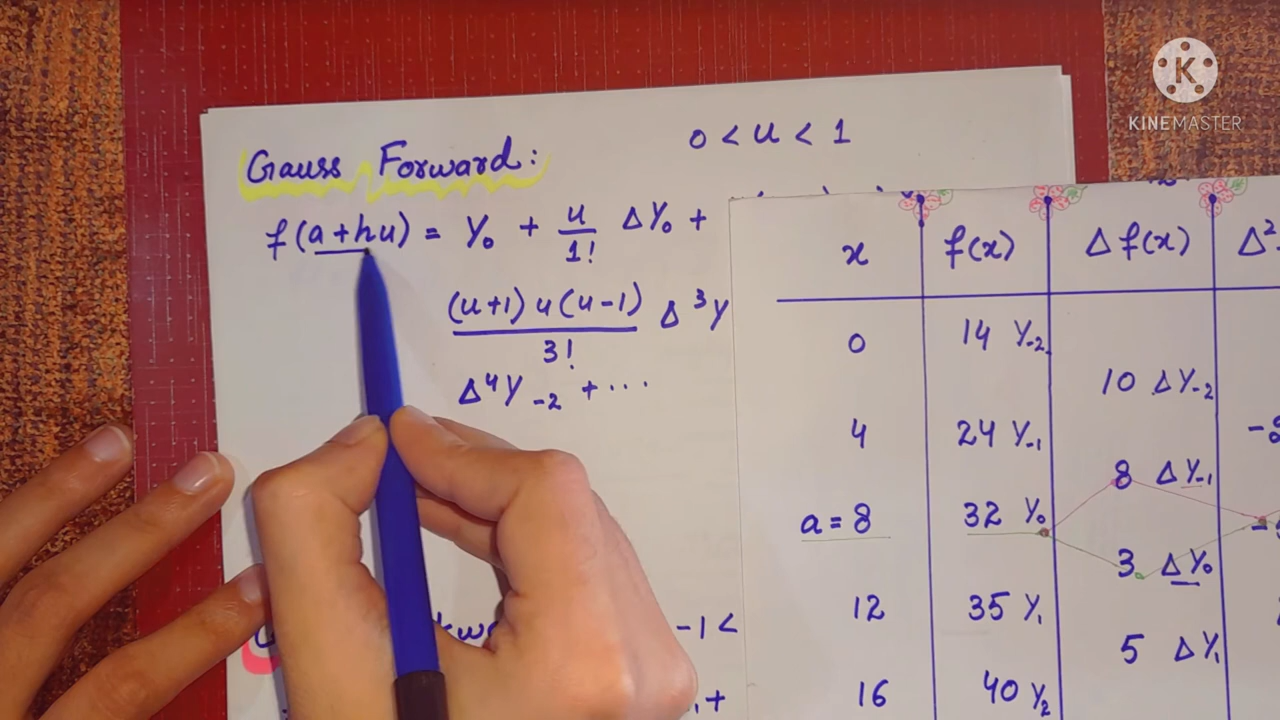 KINEMASTER
Gauss Forward: 0 < u < 1
f(a+hu) = Y₀ + u/1! ΔY₀ +
(u+1) u (u-1)/3! Δ³Y
Δ⁴Y₋₂ + ...
-1 <
+
x f(x) Δf(x) Δ²
0 14 Y₋₂
10 ΔY₋₂
4 24 Y₋₁
8 ΔY₋₁
a = 8 32 Y₀
3 ΔY₀
12 35 Y₁
5 ΔY₁
16 40 Y₂